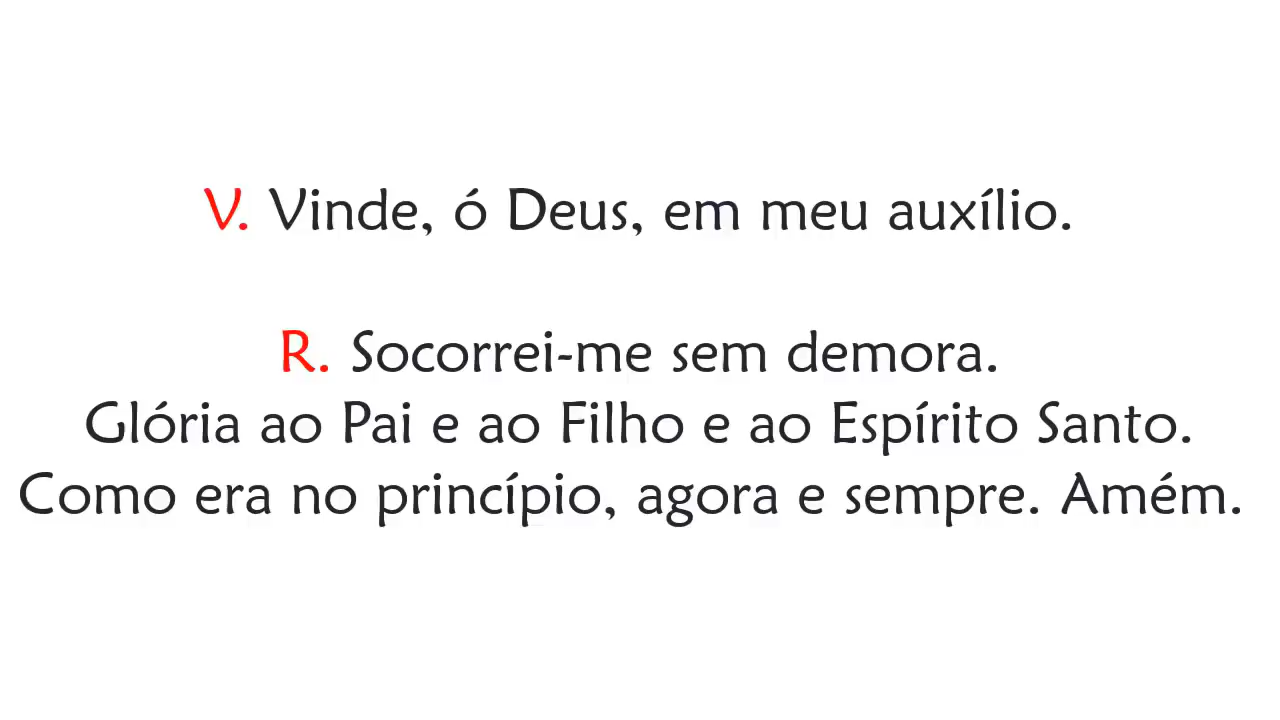 V. Vinde, ó Deus, em meu auxílio.
R. Socorrei-me sem demora.
Glória ao Pai e ao Filho e ao Espírito Santo.
Como era no princípio, agora e sempre. Amém.